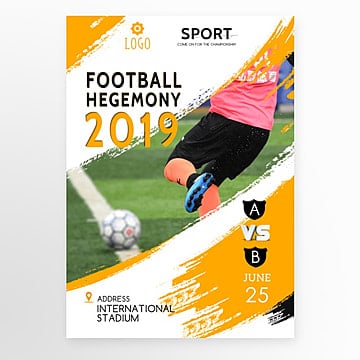 LOGO
SPORT
COME ON FOR THE CHAMPIONSHIP
FOOTBALL
HEGEMONY
2019
A
VS
B
JUNE
25
ADDRESS
INTERNATIONAL
STADIUM